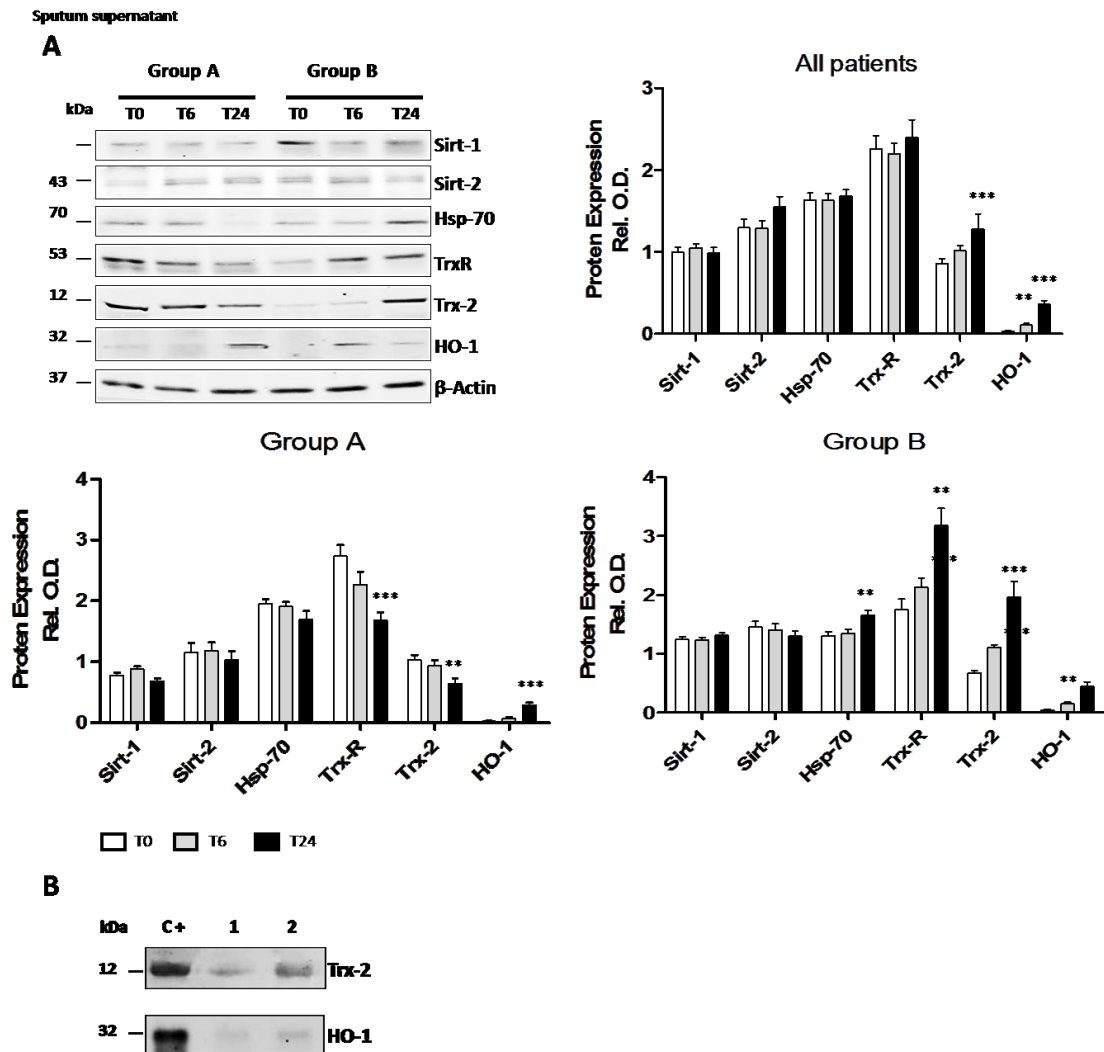 Sputum supernatant
A
Group A Group B
kDa T0 T6 T24 T0 T6 T24
Sirt-1
43 Sirt-2
70 Hsp-70
53 TrxR
12 Trx-2
32 HO-1
37 β-Actin
All patients
Proten Expression
Rel. O.D.
3
2
1
0
*** ** ***
Sirt-1 Sirt-2 Hsp-70 Trx-R Trx-2 HO-1
Group A
Proten Expression
Rel. O.D.
4
3
2
1
0
*** ** ***
Sirt-1 Sirt-2 Hsp-70 Trx-R Trx-2 HO-1
Group B
Proten Expression
Rel. O.D.
4
3
2
1
0
** ** *** **
Sirt-1 Sirt-2 Hsp-70 Trx-R Trx-2 HO-1
T0 T6 T24
B
kDa C+ 1 2
12 Trx-2
32 HO-1